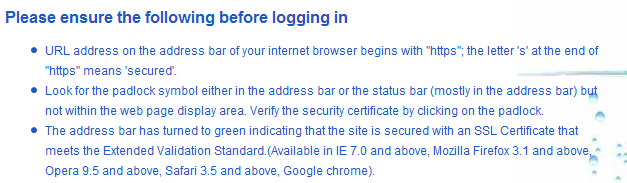 Please ensure the following before logging in
URL address on the address bar of your internet browser begins with "https"; the letter 's' at the end of
"https" means 'secured'.
Look for the padlock symbol either in the address bar or the status bar (mostly in the address bar) but
not within the web page display area. Verify the security certificate by clicking on the padlock.
The address bar has turned to green indicating that the site is secured with an SSL Certificate that
meets the Extended Validation Standard.(Available in IE 7.0 and above, Mozilla Firefox 3.1 and above,
Opera 9.5 and above, Safari 3.5 and above, Google chrome).